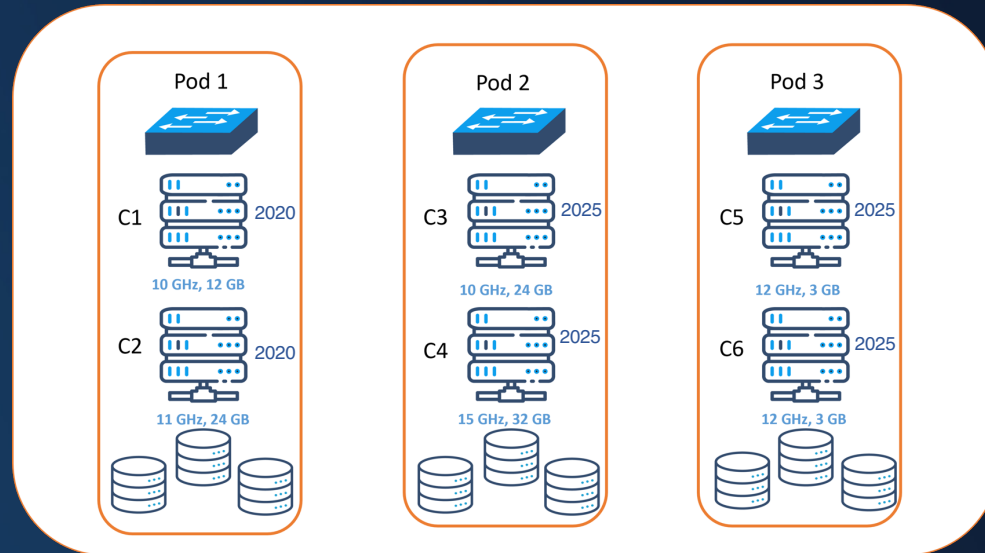 Pod 1
C1
2020
10 GHz, 12 GB
C2
2020
11 GHz, 24 GB
Pod 2
C3
2025
10 GHz, 24 GB
C4
2025
15 GHz, 32 GB
Pod 3
C5
2025
12 GHz, 3 GB
C6
2025
12 GHz, 3 GB